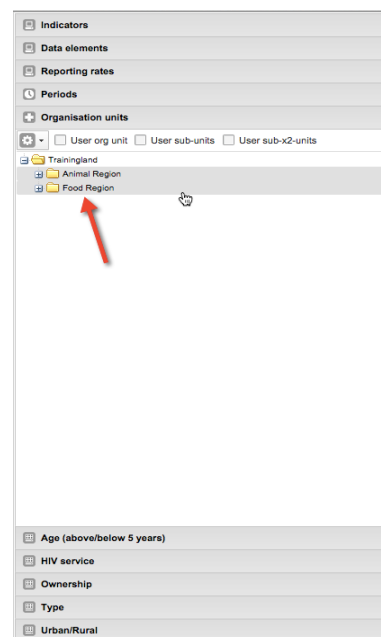 Indicators
Data elements
Reporting rates
Periods
Organisation units
User org unit User sub-units User sub-x2-units
Trainingland
Animal Region
Food Region
Age (above/below 5 years)
HIV service
Ownership
Type
Urban/Rural